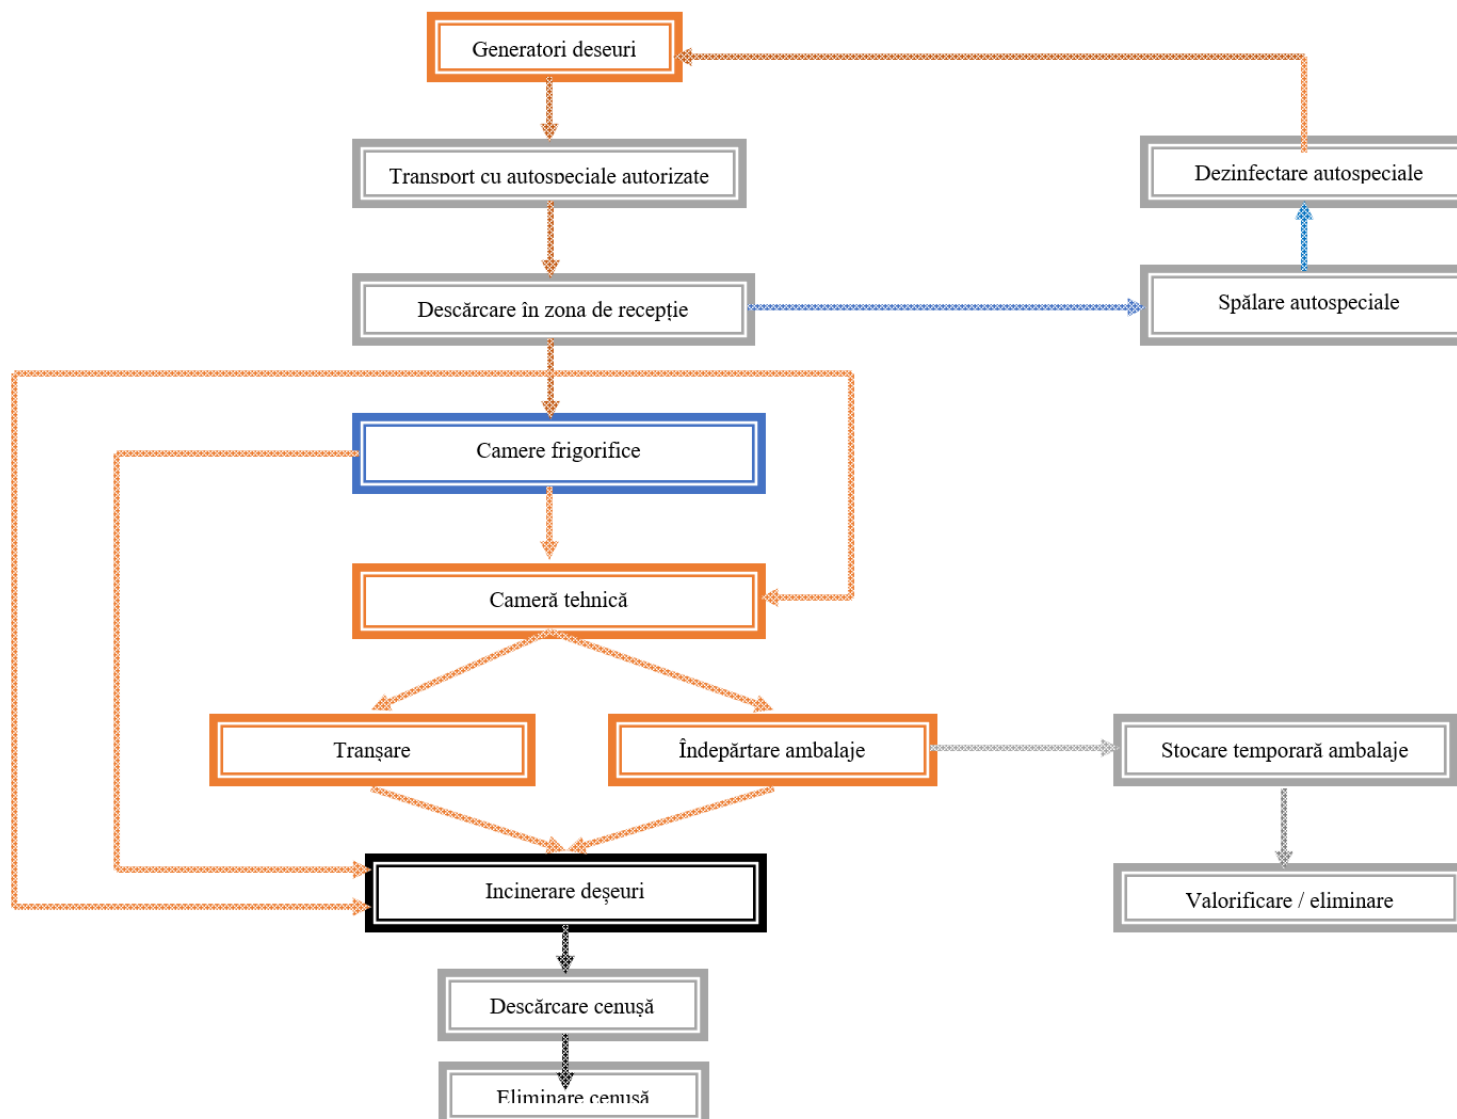 Generatori deseuri
Transport cu autospeciale autorizate
Dezinfectare autospeciale
Descărcare în zona de recepție
Spălare autospeciale
Camere frigorifice
Cameră tehnică
Tranșare
Îndepărtare ambalaje
Stocare temporară ambalaje
Incinerare deșeuri
Valorificare / eliminare
Descărcare cenușă
Eliminare cenușă